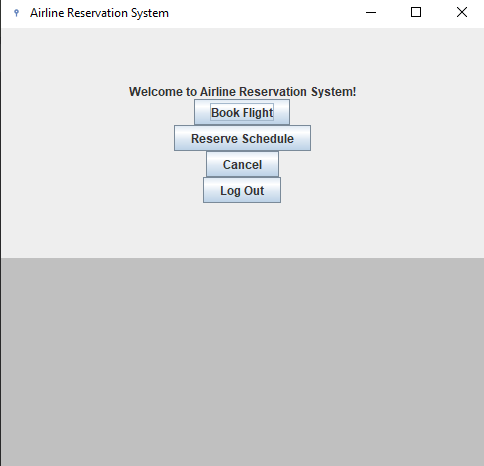 Airline Reservation System
Welcome to Airline Reservation System!
Book Flight
Reserve Schedule
Cancel
Log Out